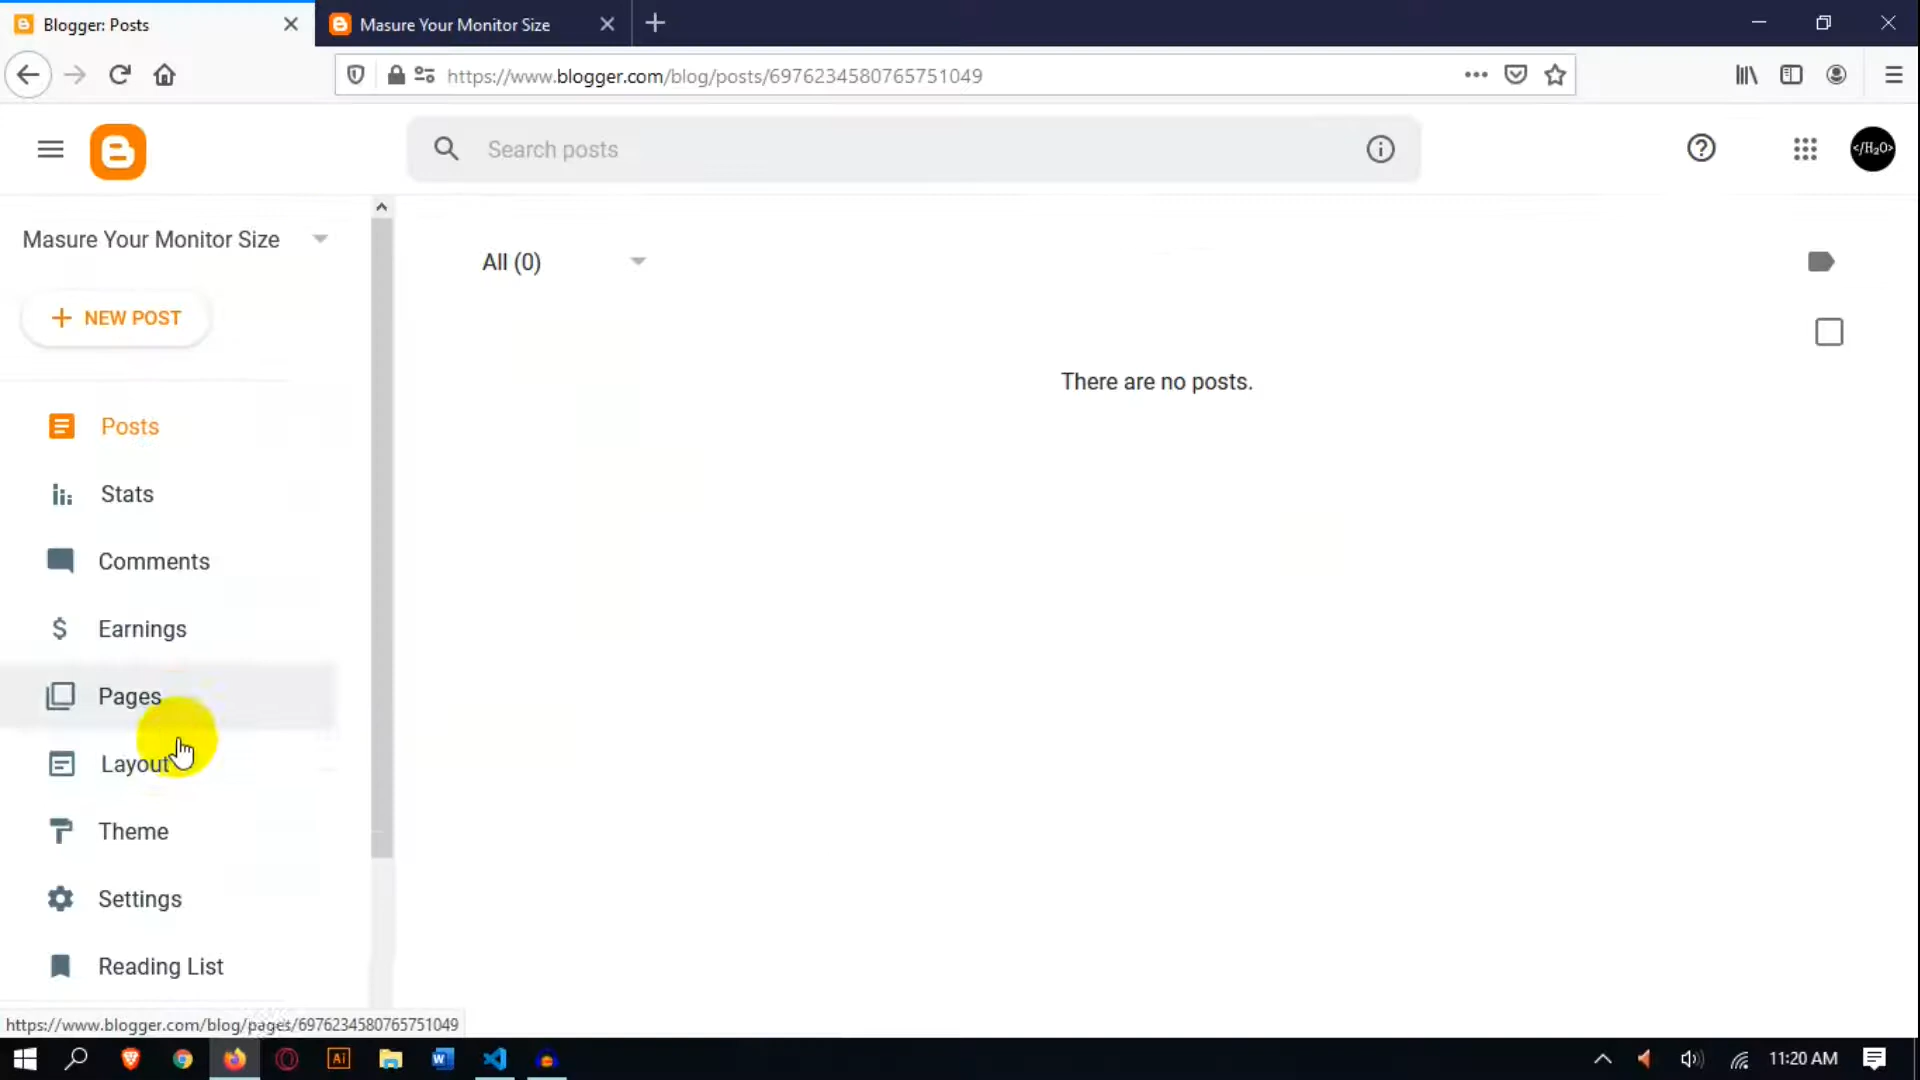 Blogger: Posts
Masure Your Monitor Size
https://www.blogger.com/blog/posts/6976234580765751049
Search posts
</H₂O>
Masure Your Monitor Size
All (0)
NEW POST
There are no posts.
Posts
Stats
Comments
Earnings
Pages
Layout
Theme
Settings
Reading List
https://www.blogger.com/blog/pages/6976234580765751049
11:20 AM